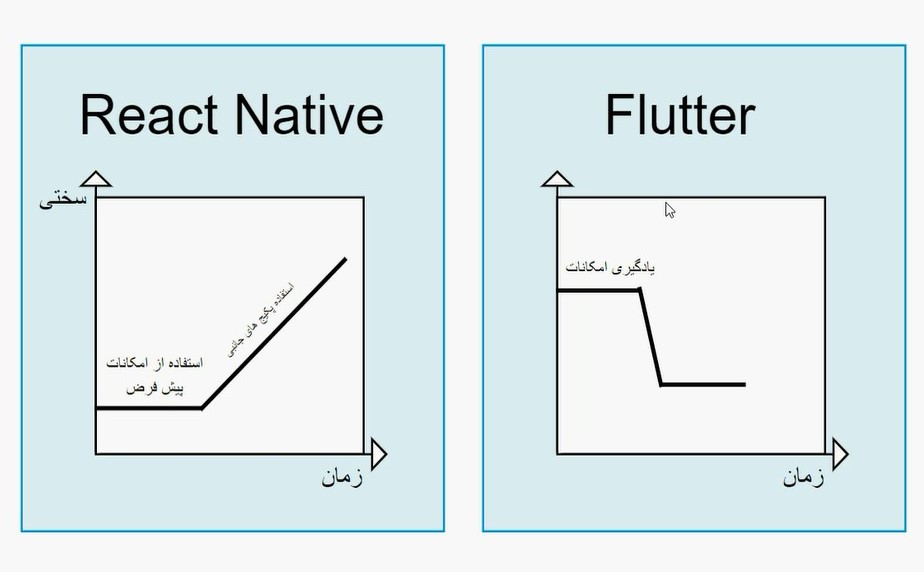 React Native
سختی
استفاده پکیج های جانبی
استفاده از امکانات
پیش فرض
زمان
Flutter
یادگیری امکانات
زمان